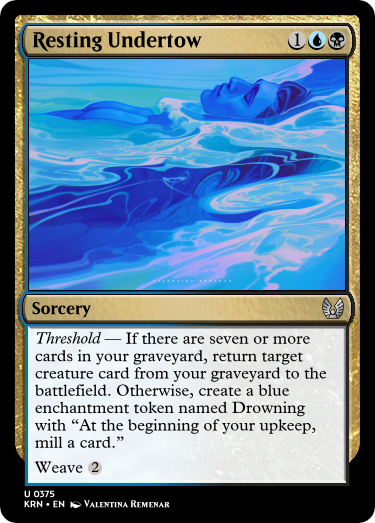 Resting Undertow 1
VALENTINA REMENAR
Sorcery
Threshold — If there are seven or more
cards in your graveyard, return target
creature card from your graveyard to the
battlefield. Otherwise, create a blue
enchantment token named Drowning
with “At the beginning of your upkeep,
mill a card.”
Weave 2
U 0375
KRN • EN VALENTINA REMENAR